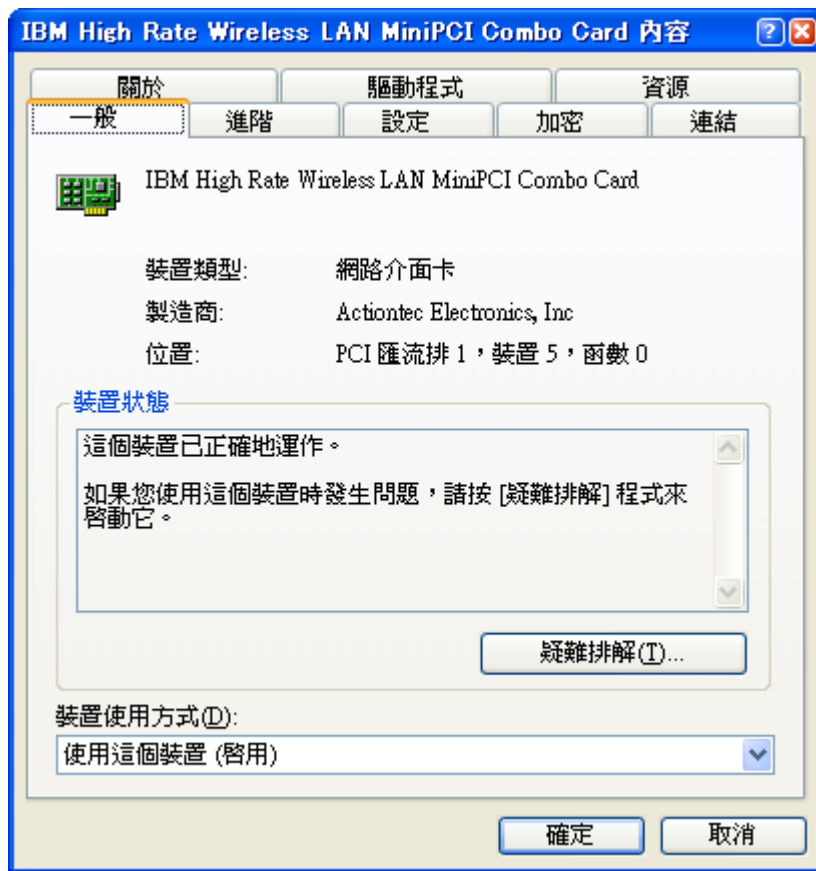 IBM High Rate Wireless LAN MiniPCI Combo Card 內容
關於 驅動程式 資源
一般 進階 設定 加密 連結
IBM High Rate Wireless LAN MiniPCI Combo Card
裝置類型: 網路介面卡
製造商: Actiontec Electronics, Inc
位置: PCI 匯流排 1，裝置 5，函數 0
裝置狀態
這個裝置已正確地運作。
如果您使用這個裝置時發生問題，請按 [疑難排解] 程式來
啓動它。
疑難排解(T)...
裝置使用方式(D):
使用這個裝置 (啓用)
確定 取消